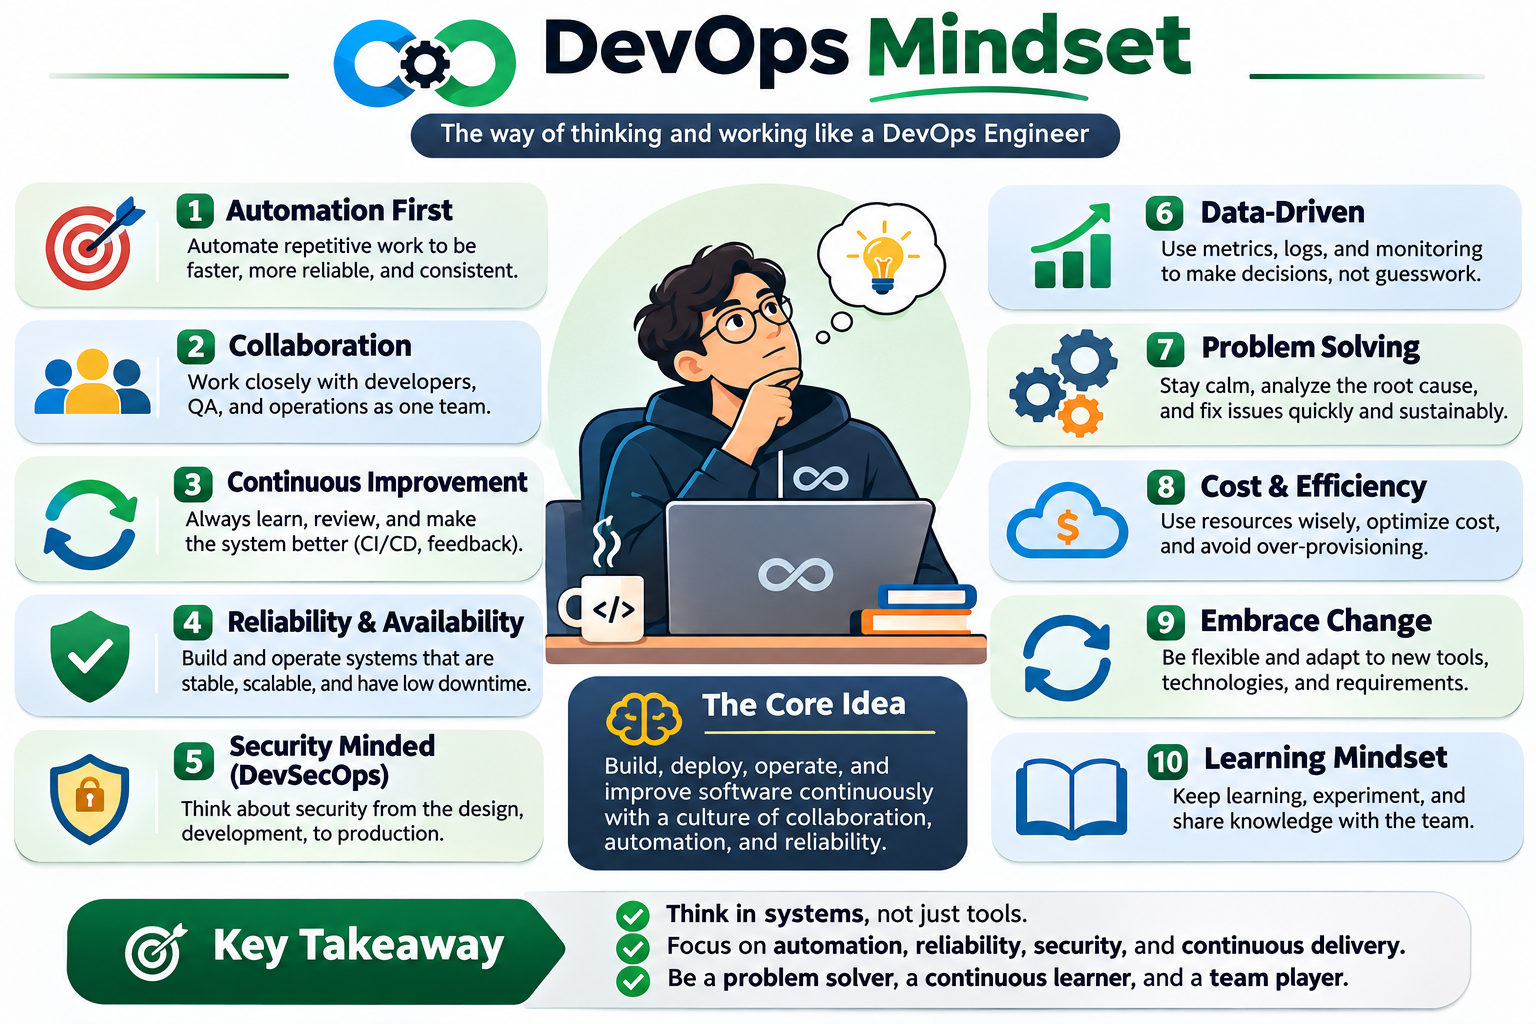 DevOps Mindset
The way of thinking and working like a DevOps Engineer
1 Automation First
Automate repetitive work to be
faster, more reliable, and consistent.
2 Collaboration
Work closely with developers,
QA, and operations as one team.
3 Continuous Improvement
Always learn, review, and make
the system better (CI/CD, feedback).
4 Reliability & Availability
Build and operate systems that are
stable, scalable, and have low downtime.
5 Security Minded
(DevSecOps)
Think about security from the design,
development, to production.
</>
The Core Idea
Build, deploy, operate, and
improve software continuously
with a culture of collaboration,
automation, and reliability.
6 Data-Driven
Use metrics, logs, and monitoring
to make decisions, not guesswork.
7 Problem Solving
Stay calm, analyze the root cause,
and fix issues quickly and sustainably.
8 Cost & Efficiency
$
Use resources wisely, optimize cost,
and avoid over-provisioning.
9 Embrace Change
Be flexible and adapt to new tools,
technologies, and requirements.
10 Learning Mindset
Keep learning, experiment, and
share knowledge with the team.
Key Takeaway
Think in systems, not just tools.
Focus on automation, reliability, security, and continuous delivery.
Be a problem solver, a continuous learner, and a team player.